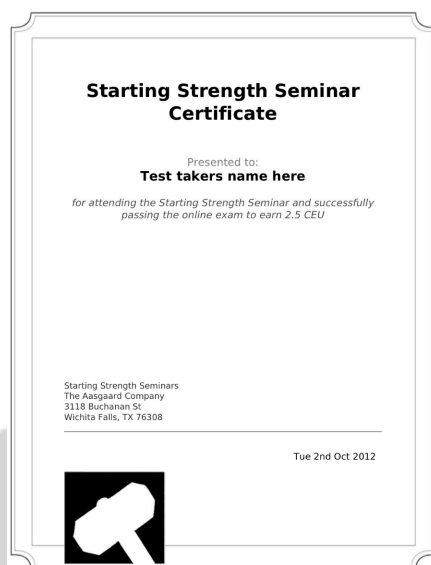 Starting Strength Seminar
Certificate
Presented to:
Test takers name here
for attending the Starting Strength Seminar and successfully
passing the online exam to earn 2.5 CEU
Starting Strength Seminars
The Aasgaard Company
3118 Buchanan St
Wichita Falls, TX 76308
Tue 2nd Oct 2012